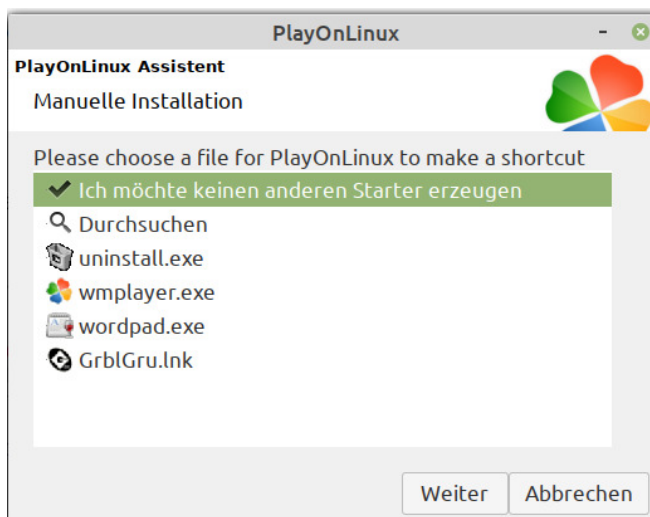 PlayOnLinux
PlayOnLinux Assistent
Manuelle Installation
Please choose a file for PlayOnLinux to make a shortcut
Ich möchte keinen anderen Starter erzeugen
Durchsuchen
uninstall.exe
wmplayer.exe
wordpad.exe
GrblGru.lnk
Weiter Abbrechen